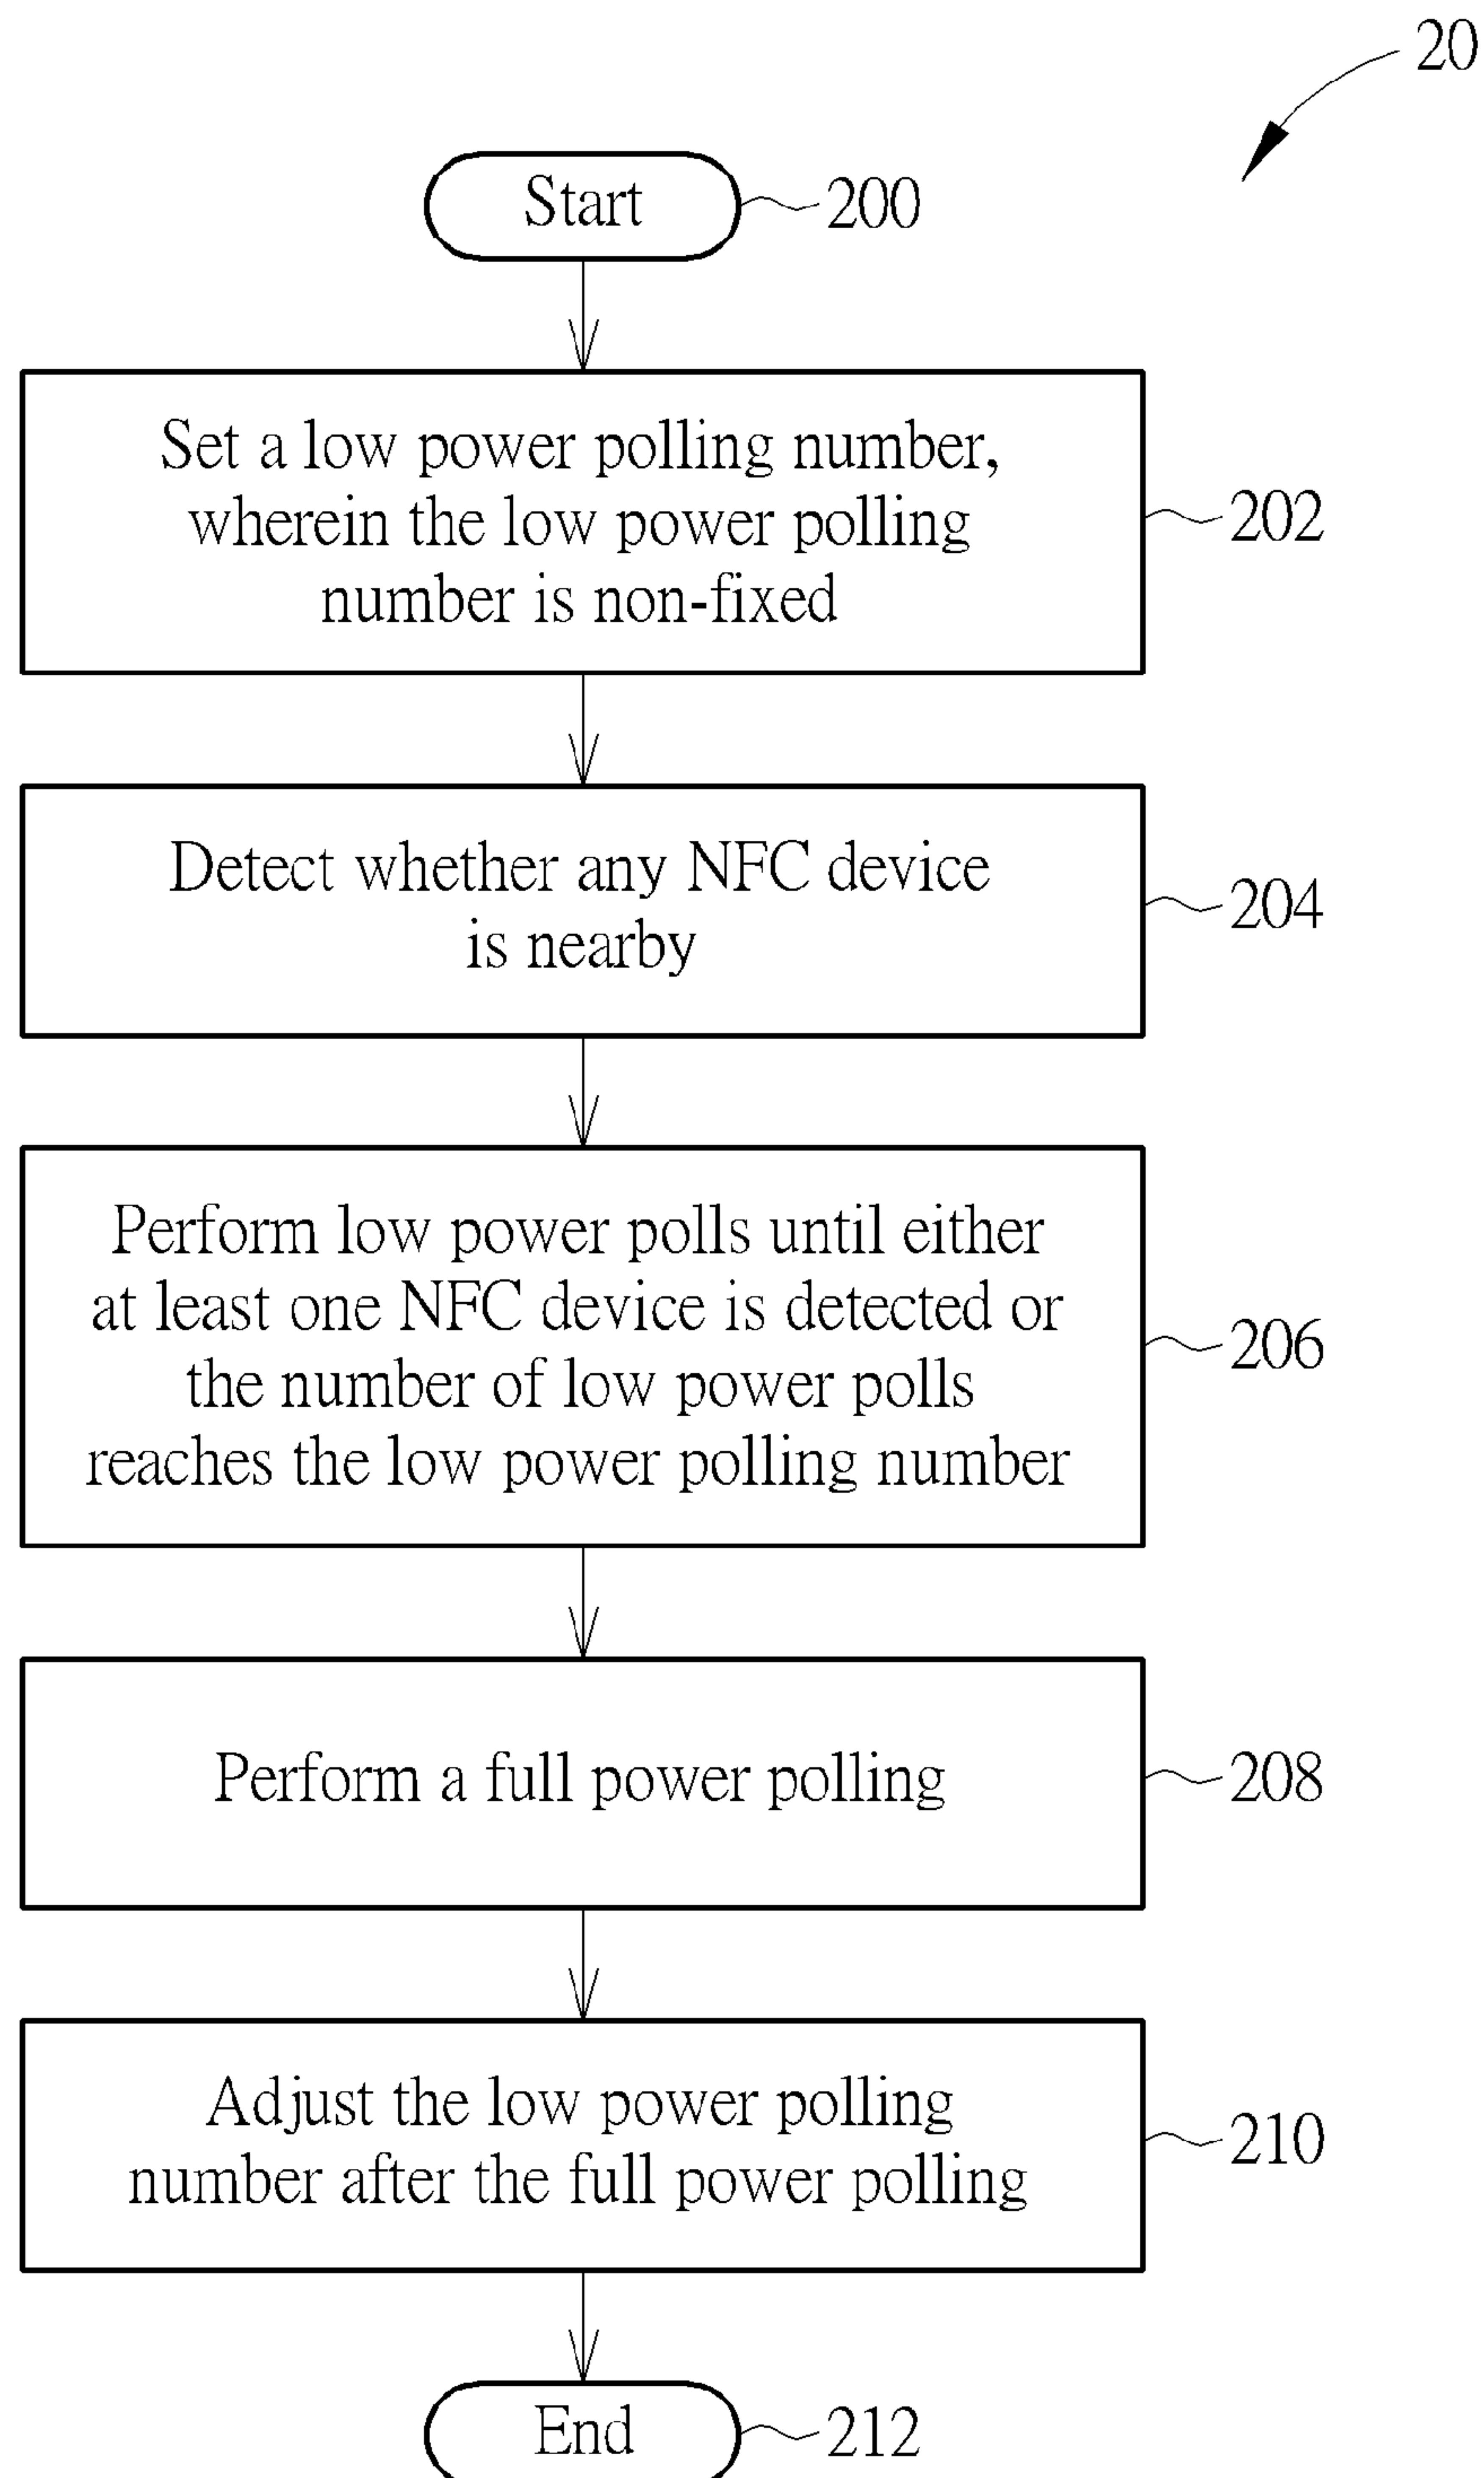 20
Start
200
Set a low power polling number,
wherein the low power polling
number is non-fixed
202
Detect whether any NFC device
is nearby
204
Perform low power polls until either
at least one NFC device is detected or
the number of low power polls
reaches the low power polling number
206
Perform a full power polling
208
Adjust the low power polling
number after the full power polling
210
End
212